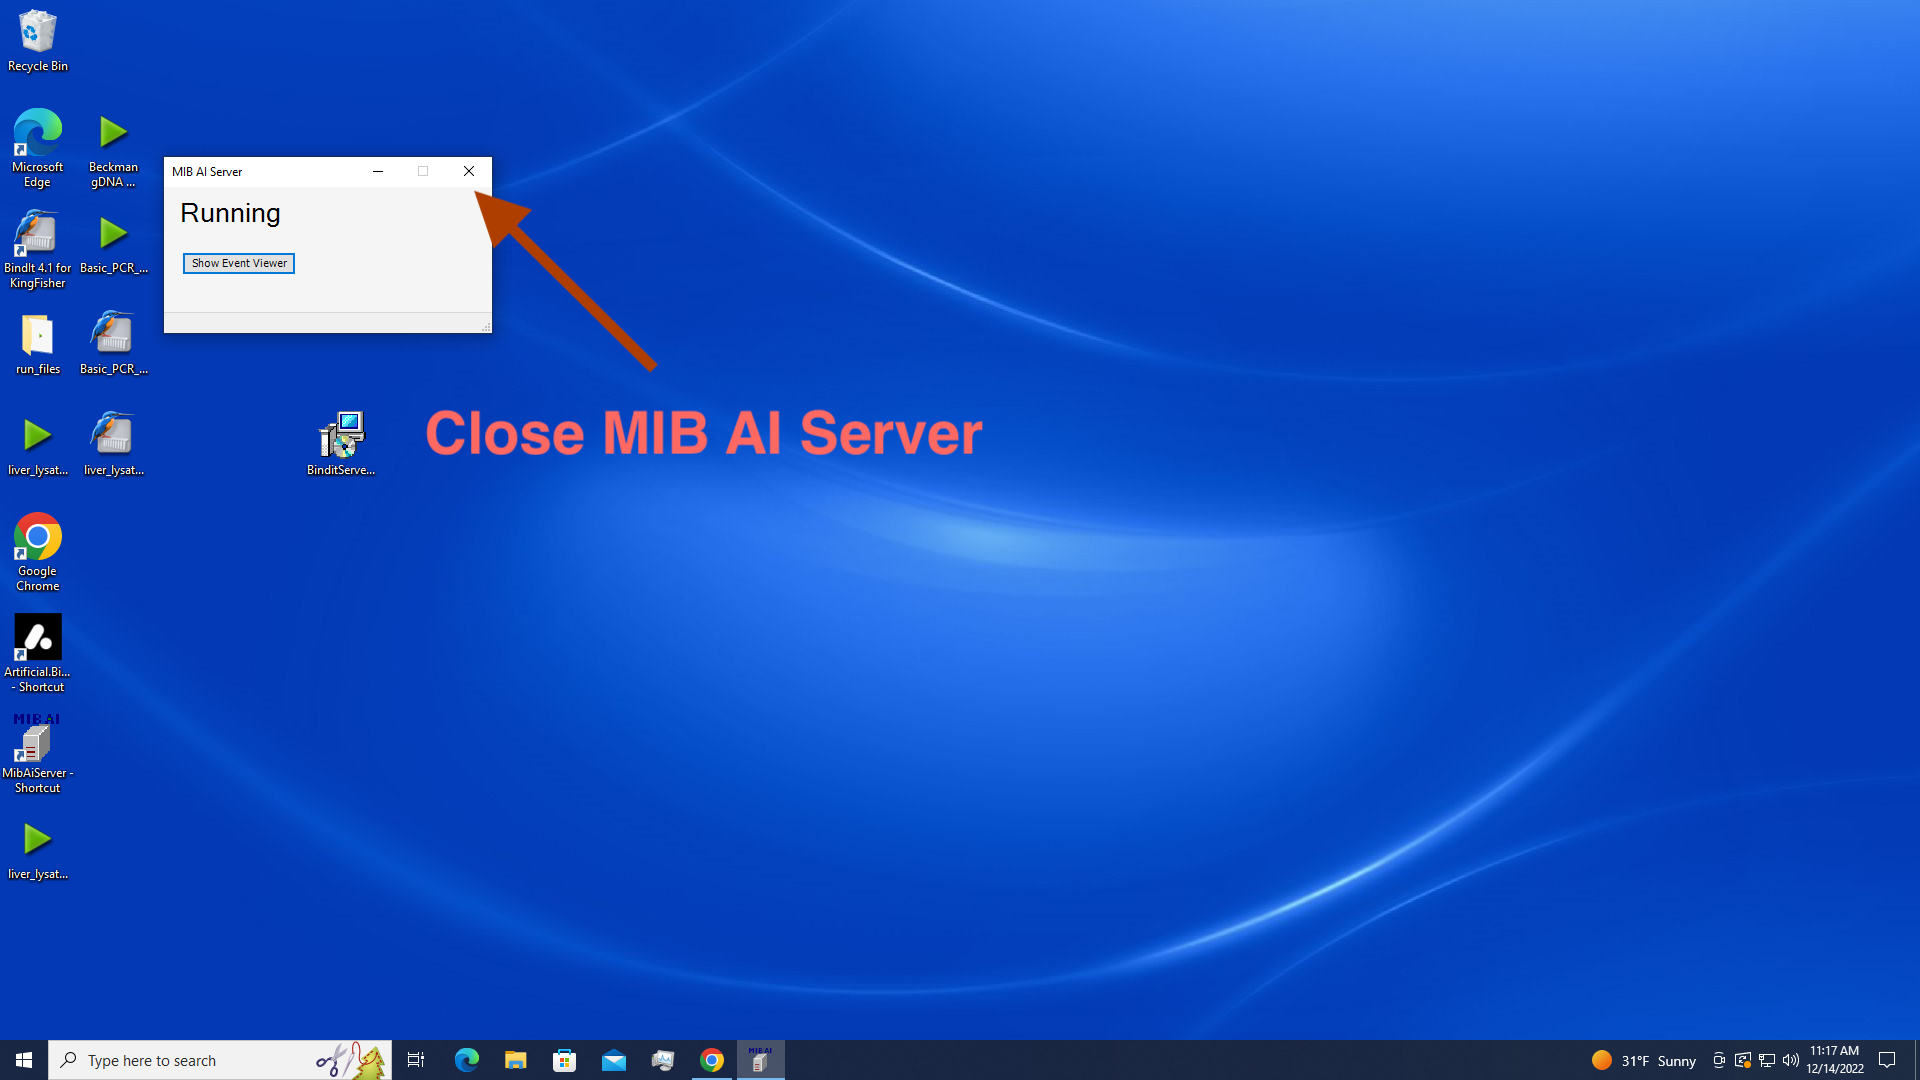 Recycle Bin
Microsoft
Edge
Beckman
gDNA ...
MIB AI Server
Running
Show Event Viewer
BindIt 4.1 for
KingFisher
Basic_PCR_...
run_files
Basic_PCR_...
Close MIB AI Server
liver_lysat...
liver_lysat...
BinditServe...
Google
Chrome
Artificial.Bi...
- Shortcut
MIB AI
MibAiServer -
Shortcut
liver_lysat...
Type here to search
MIB AI
31°F Sunny
11:17 AM
12/14/2022